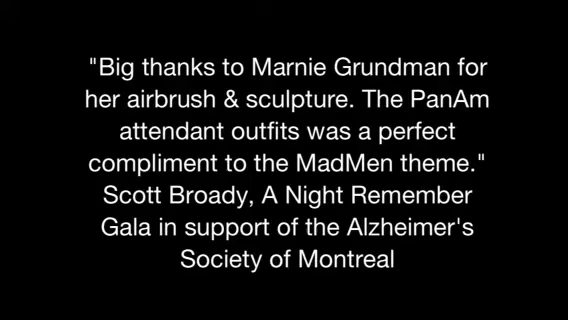 "Big thanks to Marnie Grundman for
her airbrush & sculpture. The PanAm
attendant outfits was a perfect
compliment to the MadMen theme."
Scott Broady, A Night Remember
Gala in support of the Alzheimer's
Society of Montreal